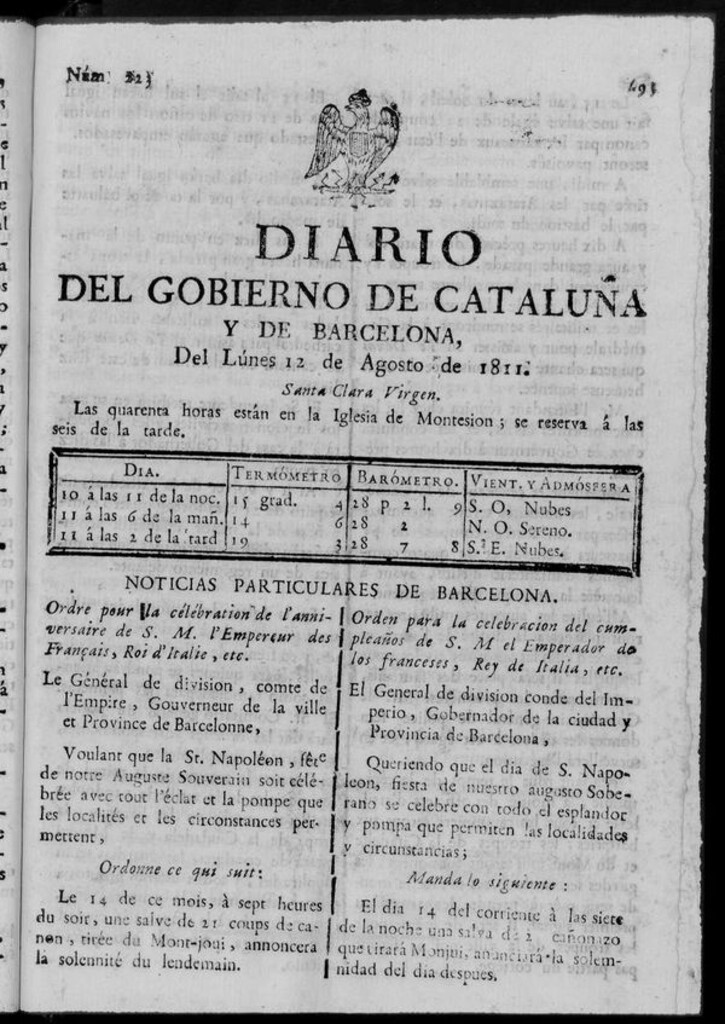 Núm.
DIARIO
DEL GOBIERNO DE CATALUÑA
Y DE BARCELONA,
Del Lúnes 12 de Agosto de 1811.
Santa Clara Virgen.
Las quarenta horas están en la Iglesia de Montesion ; se reserva á las
seis de la tarde.
DIA. TERMÓMETRO BARÓMETRO. VIENT. Y ADMÓSFERA
10 á las 11 de la noc. 15 grad. 4 28 p 2 l. 9 S. O, Nubes
11 á las 6 de la mañ. 14 6 28 2 N. O. Sereno.
11 á las 2 de la tard 19 3 28 7 8 S. E. Nubes.
NOTICIAS PARTICULARES DE BARCELONA.
Ordre pour la célébration de l'anni-
versaire de S. M. l'Empereur des
Français, Roi d'Italie, etc.
Le Général de division, comte de
l'Empire, Gouverneur de la ville
et Province de Barcelonne,
Voulant que la St. Napoléon, fête
de notre Auguste Souverain soit célé-
brée avec tout l'éclat et la pompe que
les localités et les circonstances per-
mettent,
Ordonne ce qui suit:
Le 14 de ce mois, à sept heures
du soir, une salve de 21 coups de ca-
non, tirée du Mont-joui, annoncera
la solennité du lendemain.
Orden para la celebracion del cum-
pleaños de S. M el Emperador de
los franceses, Rey de Italia, etc.
El General de division conde del Im-
perio, Gobernador de la ciudad y
Provincia de Barcelona,
Queriendo que el dia de S. Napo-
leon, fiesta de nuestro augusto Sobe-
rano se celebre con todo el esplandor
y pompa que permiten las localidades
y circunstancias;
Manda lo siguiente :
El dia 14 del corriente à las siete
de la noche una salva de cañonazo
que tirará Monjui, anunciará la solem-
nidad del dia despues.